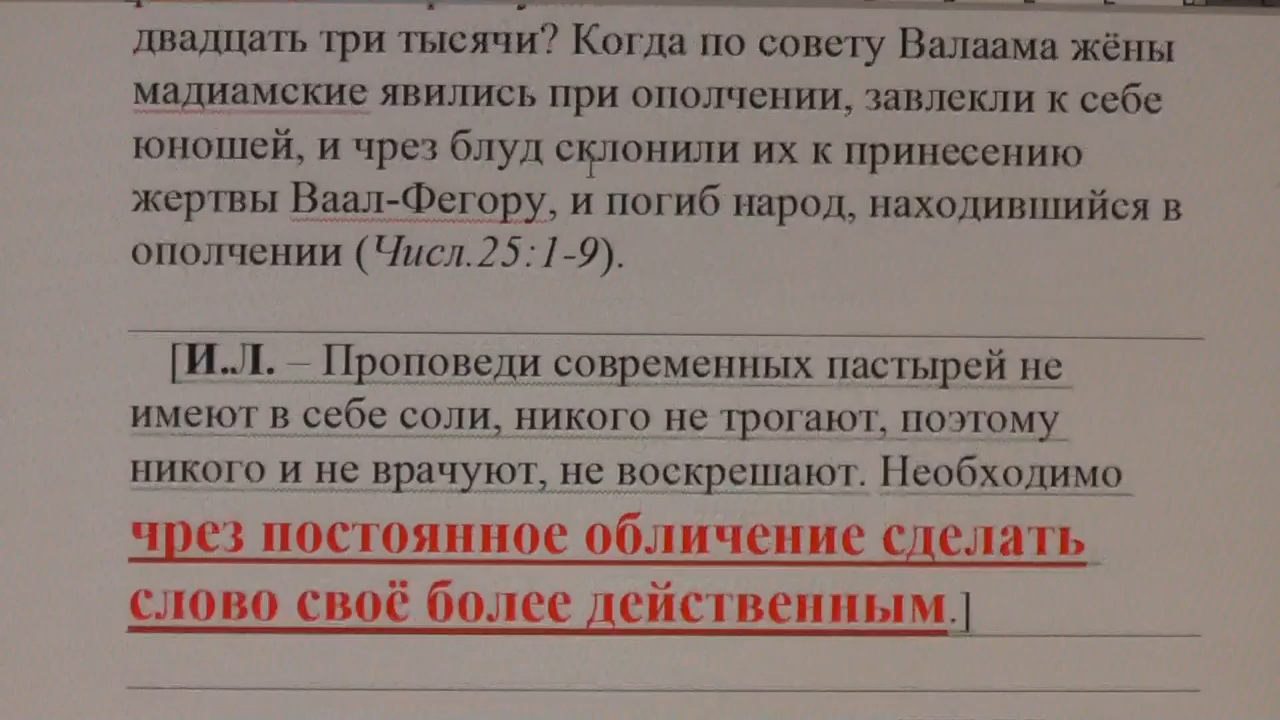 двадцать три тысячи? Когда по совету Валаама жёны
мадиамские явились при ополчении, завлекли к себе
юношей, и чрез блуд склонили их к принесению
жертвы Ваал-Фегору, и погиб народ, находившийся в
ополчении (Числ.25:1-9).
[И..Л. – Проповеди современных пастырей не
имеют в себе соли, никого не трогают, поэтому
никого и не врачуют, не воскрешают. Необходимо
чрез постоянное обличение сделать
слово своё более действенным.]